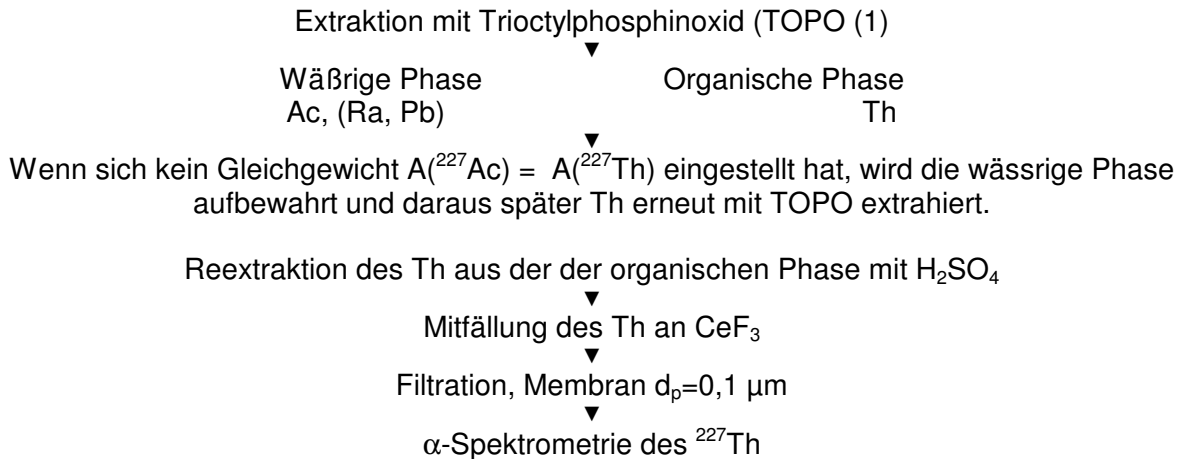 Extraktion mit Trioctylphosphinoxid (TOPO (1)
▼
Wäßrige Phase Organische Phase
Ac, (Ra, Pb) Th
▼
Wenn sich kein Gleichgewicht A(²²⁷Ac) = A(²²⁷Th) eingestellt hat, wird die wässrige Phase
aufbewahrt und daraus später Th erneut mit TOPO extrahiert.
Reextraktion des Th aus der der organischen Phase mit H₂SO₄
▼
Mitfällung des Th an CeF₃
▼
Filtration, Membran dₚ=0,1 µm
▼
α-Spektrometrie des ²²⁷Th